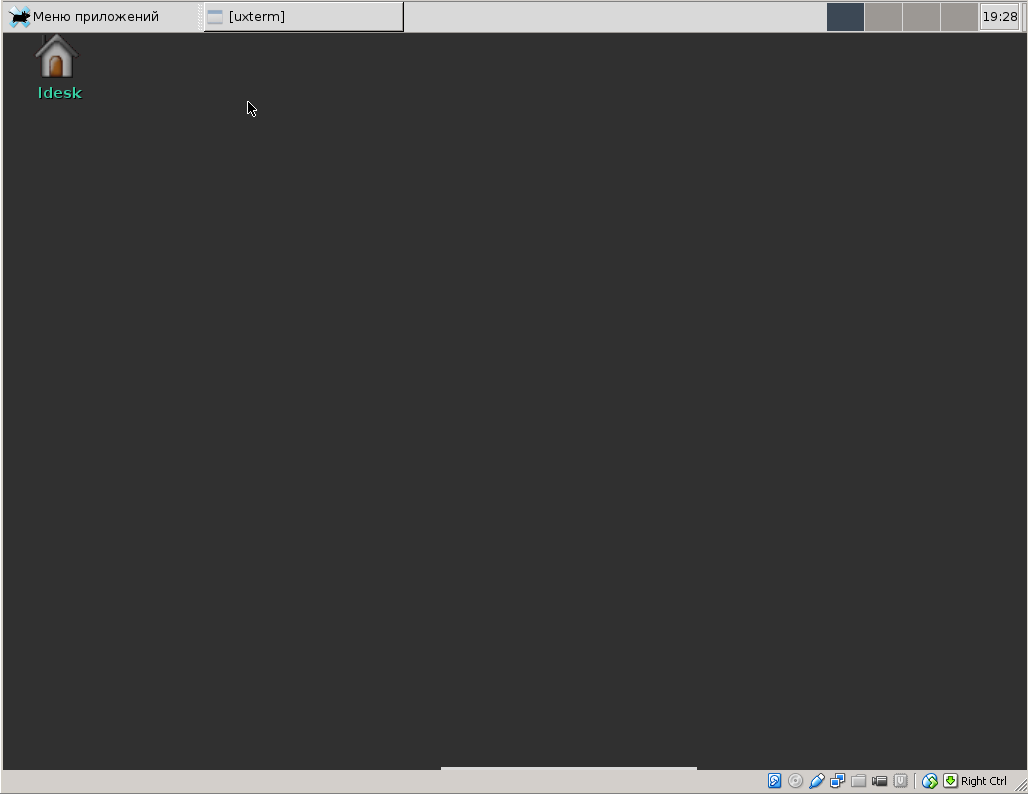 Меню приложений
[uxterm]
19:28
Idesk
Right Ctrl